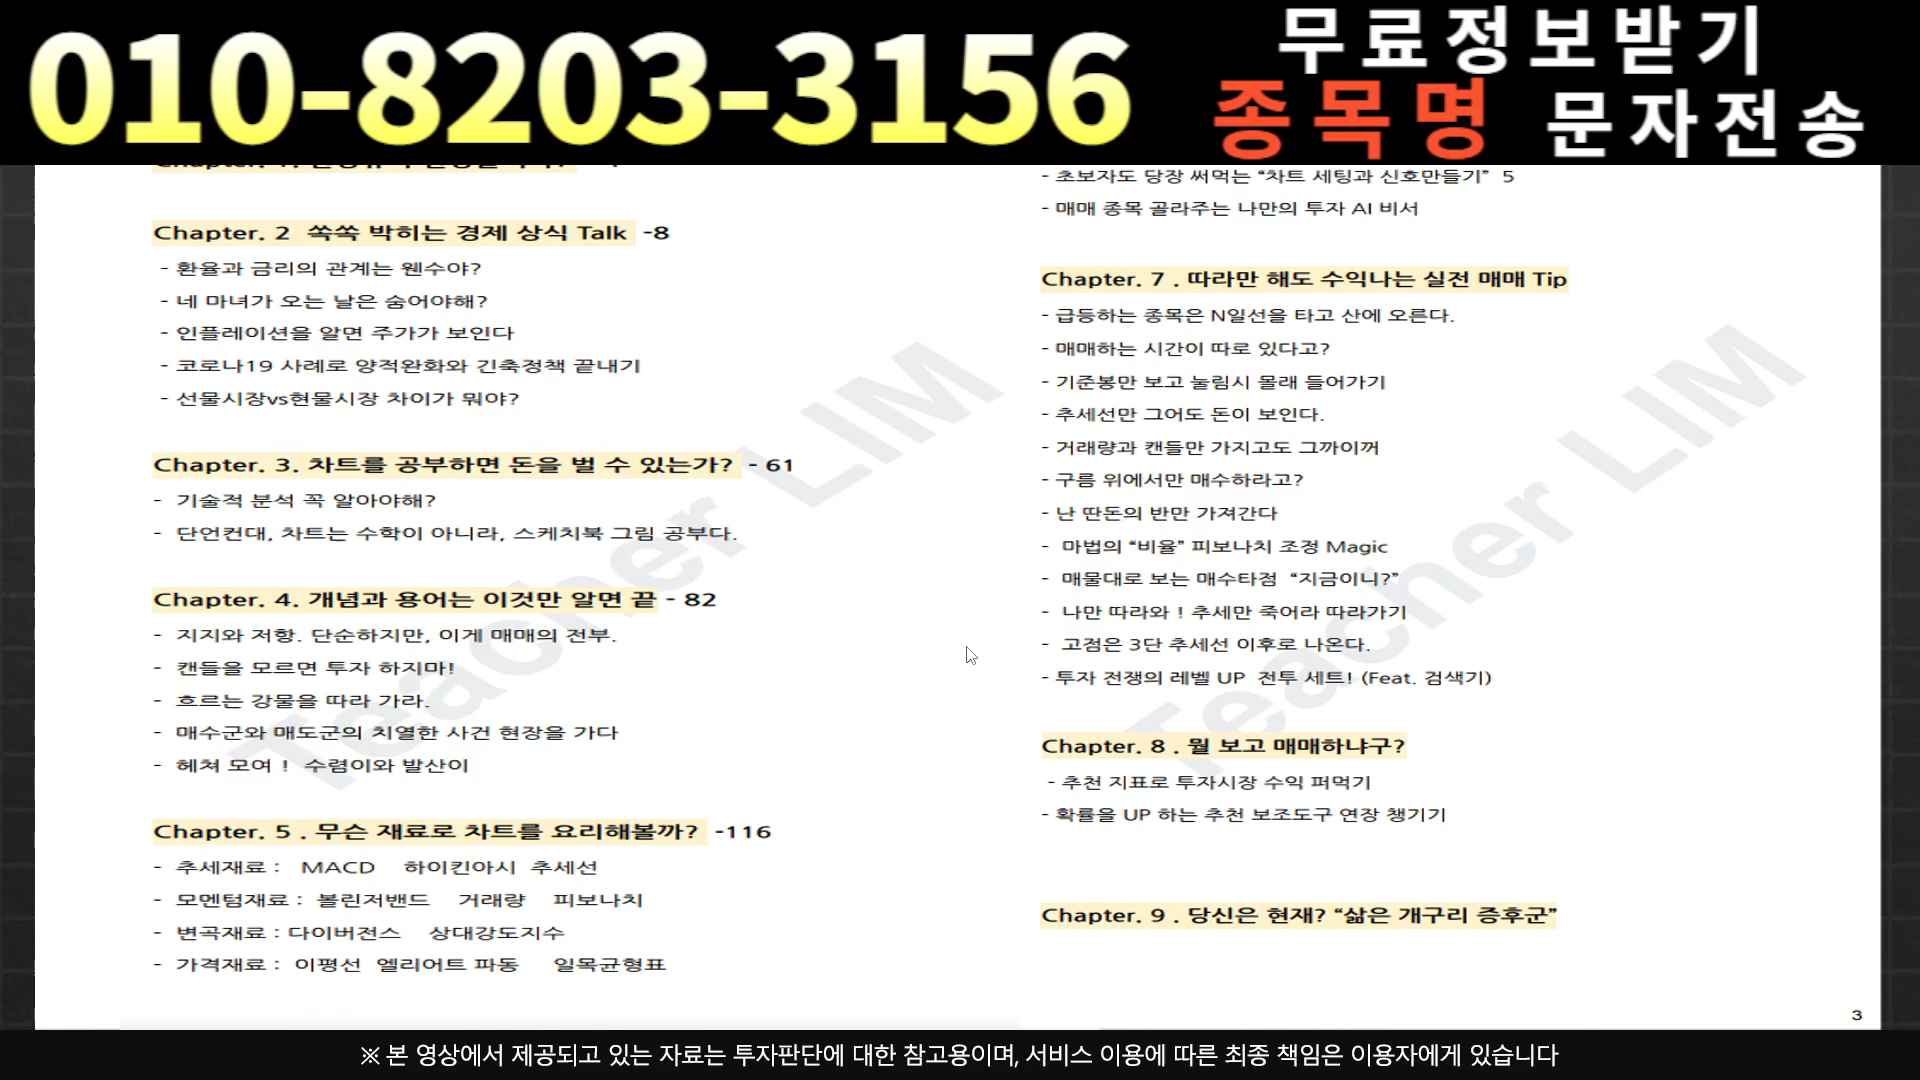 010-8203-3156
무료정보받기
종목명 문자전송
Chapter. 2 쏙쏙 박히는 경제 상식 Talk -8
- 환율과 금리의 관계는 웬수야?
- 네 마녀가 오는 날은 숨어야해?
- 인플레이션을 알면 주가가 보인다
- 코로나19 사례로 양적완화와 긴축정책 끝내기
- 선물시장vs현물시장 차이가 뭐야?
Chapter. 3. 차트를 공부하면 돈을 벌 수 있는가? - 61
- 기술적 분석 꼭 알아야해?
- 단언컨대, 차트는 수학이 아니라, 스케치북 그림 공부다.
Chapter. 4. 개념과 용어는 이것만 알면 끝 - 82
- 지지와 저항. 단순하지만, 이게 매매의 전부.
- 캔들을 모르면 투자 하지마!
- 흐르는 강물을 따라 가라.
- 매수군와 매도군의 치열한 사건 현장을 가다
- 헤쳐 모여 ! 수렴이와 발산이
Chapter. 5 . 무슨 재료로 차트를 요리해볼까? -116
- 추세재료 : MACD 하이킨아시 추세선
- 모멘텀재료 : 볼린저밴드 거래량 피보나치
- 변곡재료 : 다이버전스 상대강도지수
- 가격재료 : 이평선 엘리어트 파동 일목균형표
- 초보자도 당장 써먹는 “차트 세팅과 신호만들기” 5
- 매매 종목 골라주는 나만의 투자 AI 비서
Chapter. 7 . 따라만 해도 수익나는 실전 매매 Tip
- 급등하는 종목은 N일선을 타고 산에 오른다.
- 매매하는 시간이 따로 있다고?
- 기준봉만 보고 눌림시 몰래 들어가기
- 추세선만 그어도 돈이 보인다.
- 거래량과 캔들만 가지고도 그까이꺼
- 구름 위에서만 매수하라고?
- 난 딴돈의 반만 가져간다
- 마법의 “비율” 피보나치 조정 Magic
- 매물대로 보는 매수타점 “지금이니?”
- 나만 따라와 ! 추세만 죽어라 따라가기
- 고점은 3단 추세선 이후로 나온다.
- 투자 전쟁의 레벨 UP 전투 세트! (Feat. 검색기)
Chapter. 8 . 뭘 보고 매매하냐구?
- 추천 지표로 투자시장 수익 퍼먹기
- 확률을 UP 하는 추천 보조도구 연장 챙기기
Chapter. 9 . 당신은 현재? “삶은 개구리 증후군”
Teacher LIM
Teacher LIM
3
※ 본 영상에서 제공되고 있는 자료는 투자판단에 대한 참고용이며, 서비스 이용에 따른 최종 책임은 이용자에게 있습니다